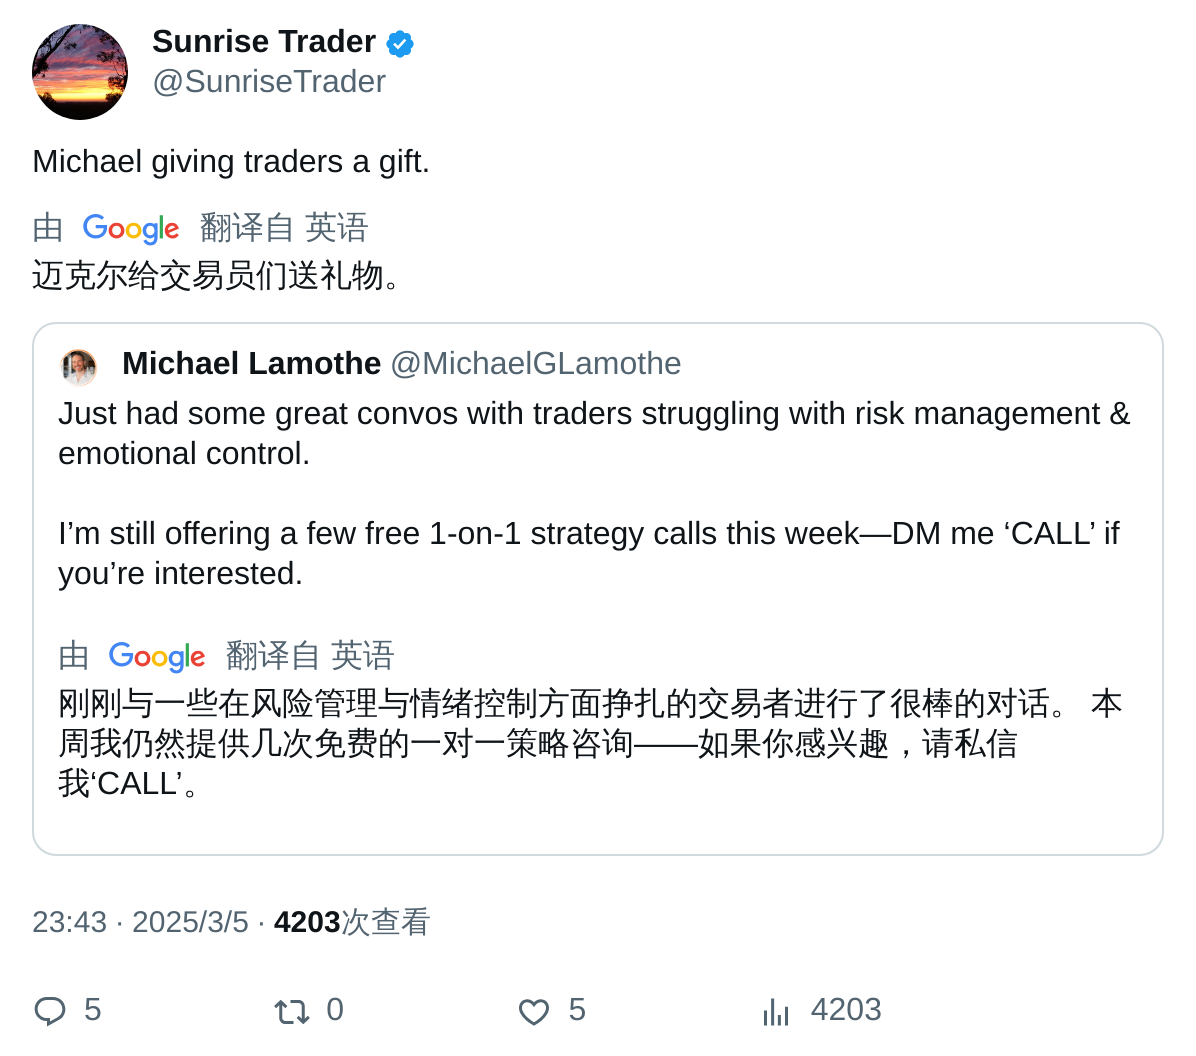 Sunrise Trader
@SunriseTrader
Michael giving traders a gift.
由 Google 翻译自 英语
迈克尔给交易员们送礼物。
Michael Lamothe @MichaelGLamothe
Just had some great convos with traders struggling with risk management &
emotional control.
I’m still offering a few free 1-on-1 strategy calls this week—DM me ‘CALL’ if
you’re interested.
由 Google 翻译自 英语
刚刚与一些在风险管理与情绪控制方面挣扎的交易者进行了很棒的对话。 本
周我仍然提供几次免费的一对一策略咨询——如果你感兴趣，请私信
我‘CALL’。
23:43 · 2025/3/5 · 4203次查看
5 0 5 4203